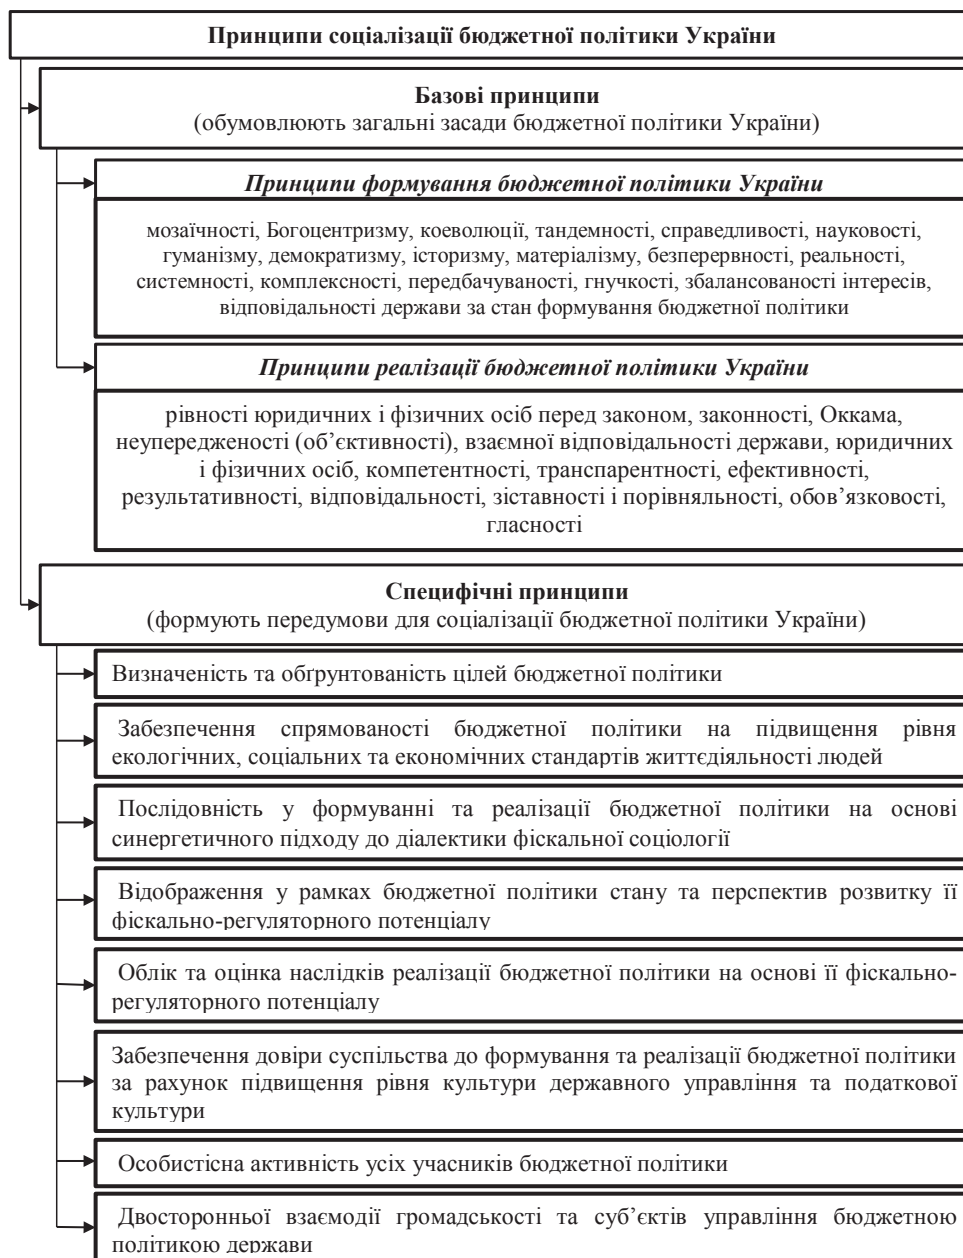 Принципи соціалізації бюджетної політики України
Базові принципи
(обумовлюють загальні засади бюджетної політики України)
Принципи формування бюджетної політики України
мозаїчності, Богоцентризму, коеволюції, тандемності, справедливості, науковості,
гуманізму, демократизму, історизму, матеріалізму, безперервності, реальності,
системності, комплексності, передбачуваності, гнучкості, збалансованості інтересів,
відповідальності держави за стан формування бюджетної політики
Принципи реалізації бюджетної політики України
рівності юридичних і фізичних осіб перед законом, законності, Оккама,
неупередженості (об’єктивності), взаємної відповідальності держави, юридичних
і фізичних осіб, компетентності, транспарентності, ефективності,
результативності, відповідальності, зіставності і порівняльності, обов’язковості,
гласності
Специфічні принципи
(формують передумови для соціалізації бюджетної політики України)
Визначеність та обґрунтованість цілей бюджетної політики
Забезпечення спрямованості бюджетної політики на підвищення рівня
екологічних, соціальних та економічних стандартів життєдіяльності людей
Послідовність у формуванні та реалізації бюджетної політики на основі
синергетичного підходу до діалектики фіскальної соціології
Відображення у рамках бюджетної політики стану та перспектив розвитку її
фіскально-регуляторного потенціалу
Облік та оцінка наслідків реалізації бюджетної політики на основі її фіскально-
регуляторного потенціалу
Забезпечення довіри суспільства до формування та реалізації бюджетної політики
за рахунок підвищення рівня культури державного управління та податкової
культури
Особистісна активність усіх учасників бюджетної політики
Двосторонньої взаємодії громадськості та суб’єктів управління бюджетною
політикою держави